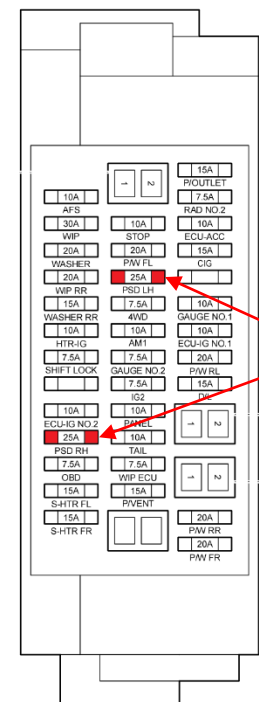 15A
P/OUTLET
1 2
10A
7.5A
AFS
RAD NO.2
30A
10A
10A
WIP
STOP
ECU-ACC
20A
20A
15A
WASHER
P/W FL
CIG
20A
25A
WIP RR
PSD LH
15A
7.5A
10A
WASHER RR
4WD
GAUGE NO.1
10A
10A
10A
HTR-IG
AM1
ECU-IG NO.1
7.5A
7.5A
20A
SHIFT LOCK
GAUGE NO.2
P/W RL
7.5A
15A
IG2
10A
10A
1 2
ECU-IG NO.2
PANEL
25A
10A
PSD RH
TAIL
7.5A
7.5A
1 2
OBD
WIP ECU
15A
15A
S-HTR FL
P/VENT
15A
20A
S-HTR FR
P/W RR
20A
P/W FR